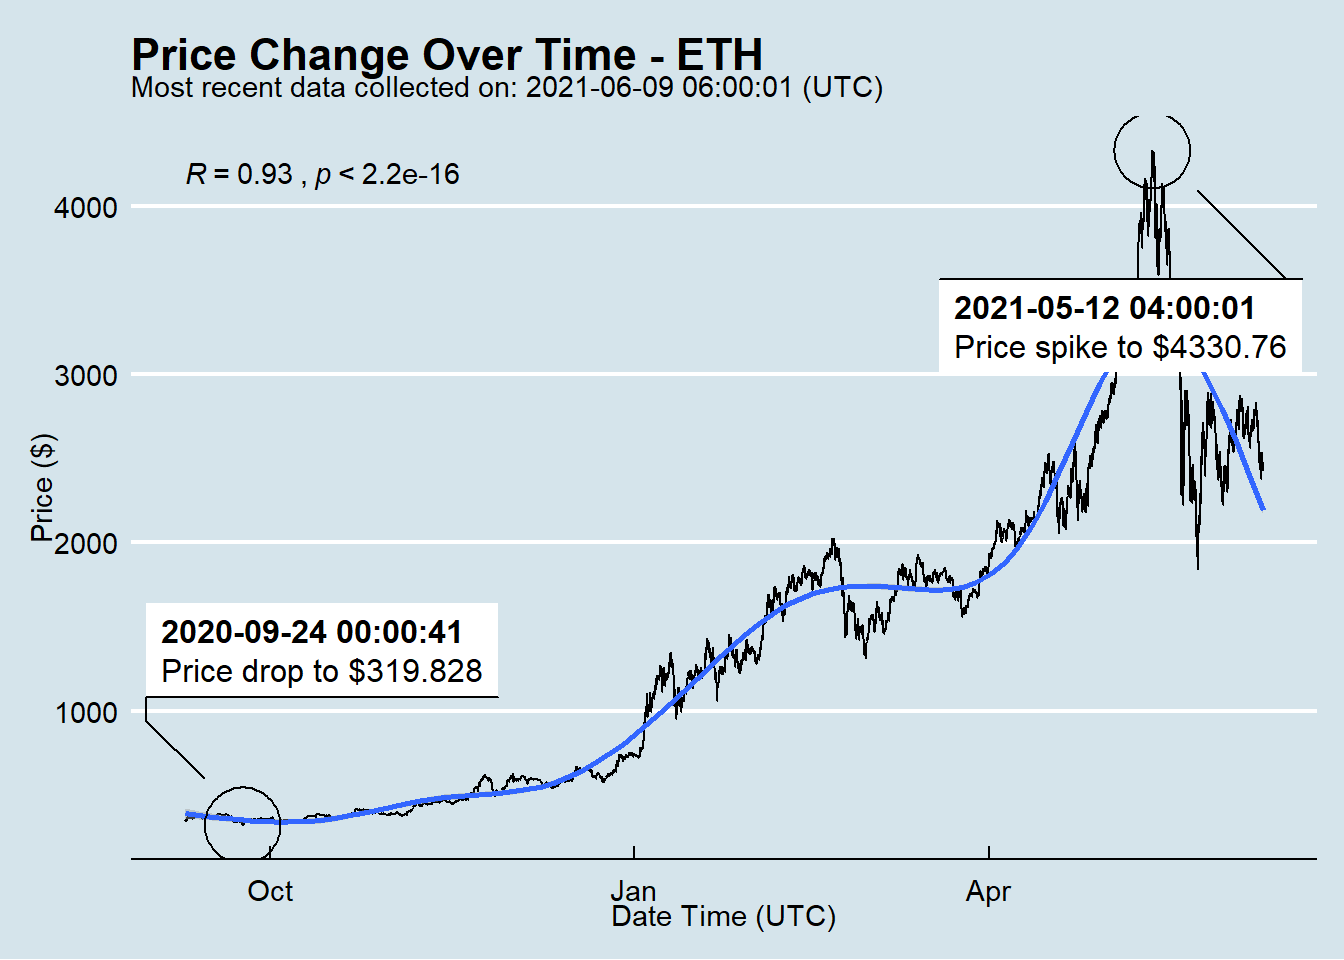 Price Change Over Time - ETH
Most recent data collected on: 2021-06-09 06:00:01 (UTC)
R = 0.93 , p < 2.2e-16
4000
2021-05-12 04:00:01
Price spike to $4330.76
3000
Price ($)
2000
2020-09-24 00:00:41
Price drop to $319.828
1000
Oct
Jan
Apr
Date Time (UTC)